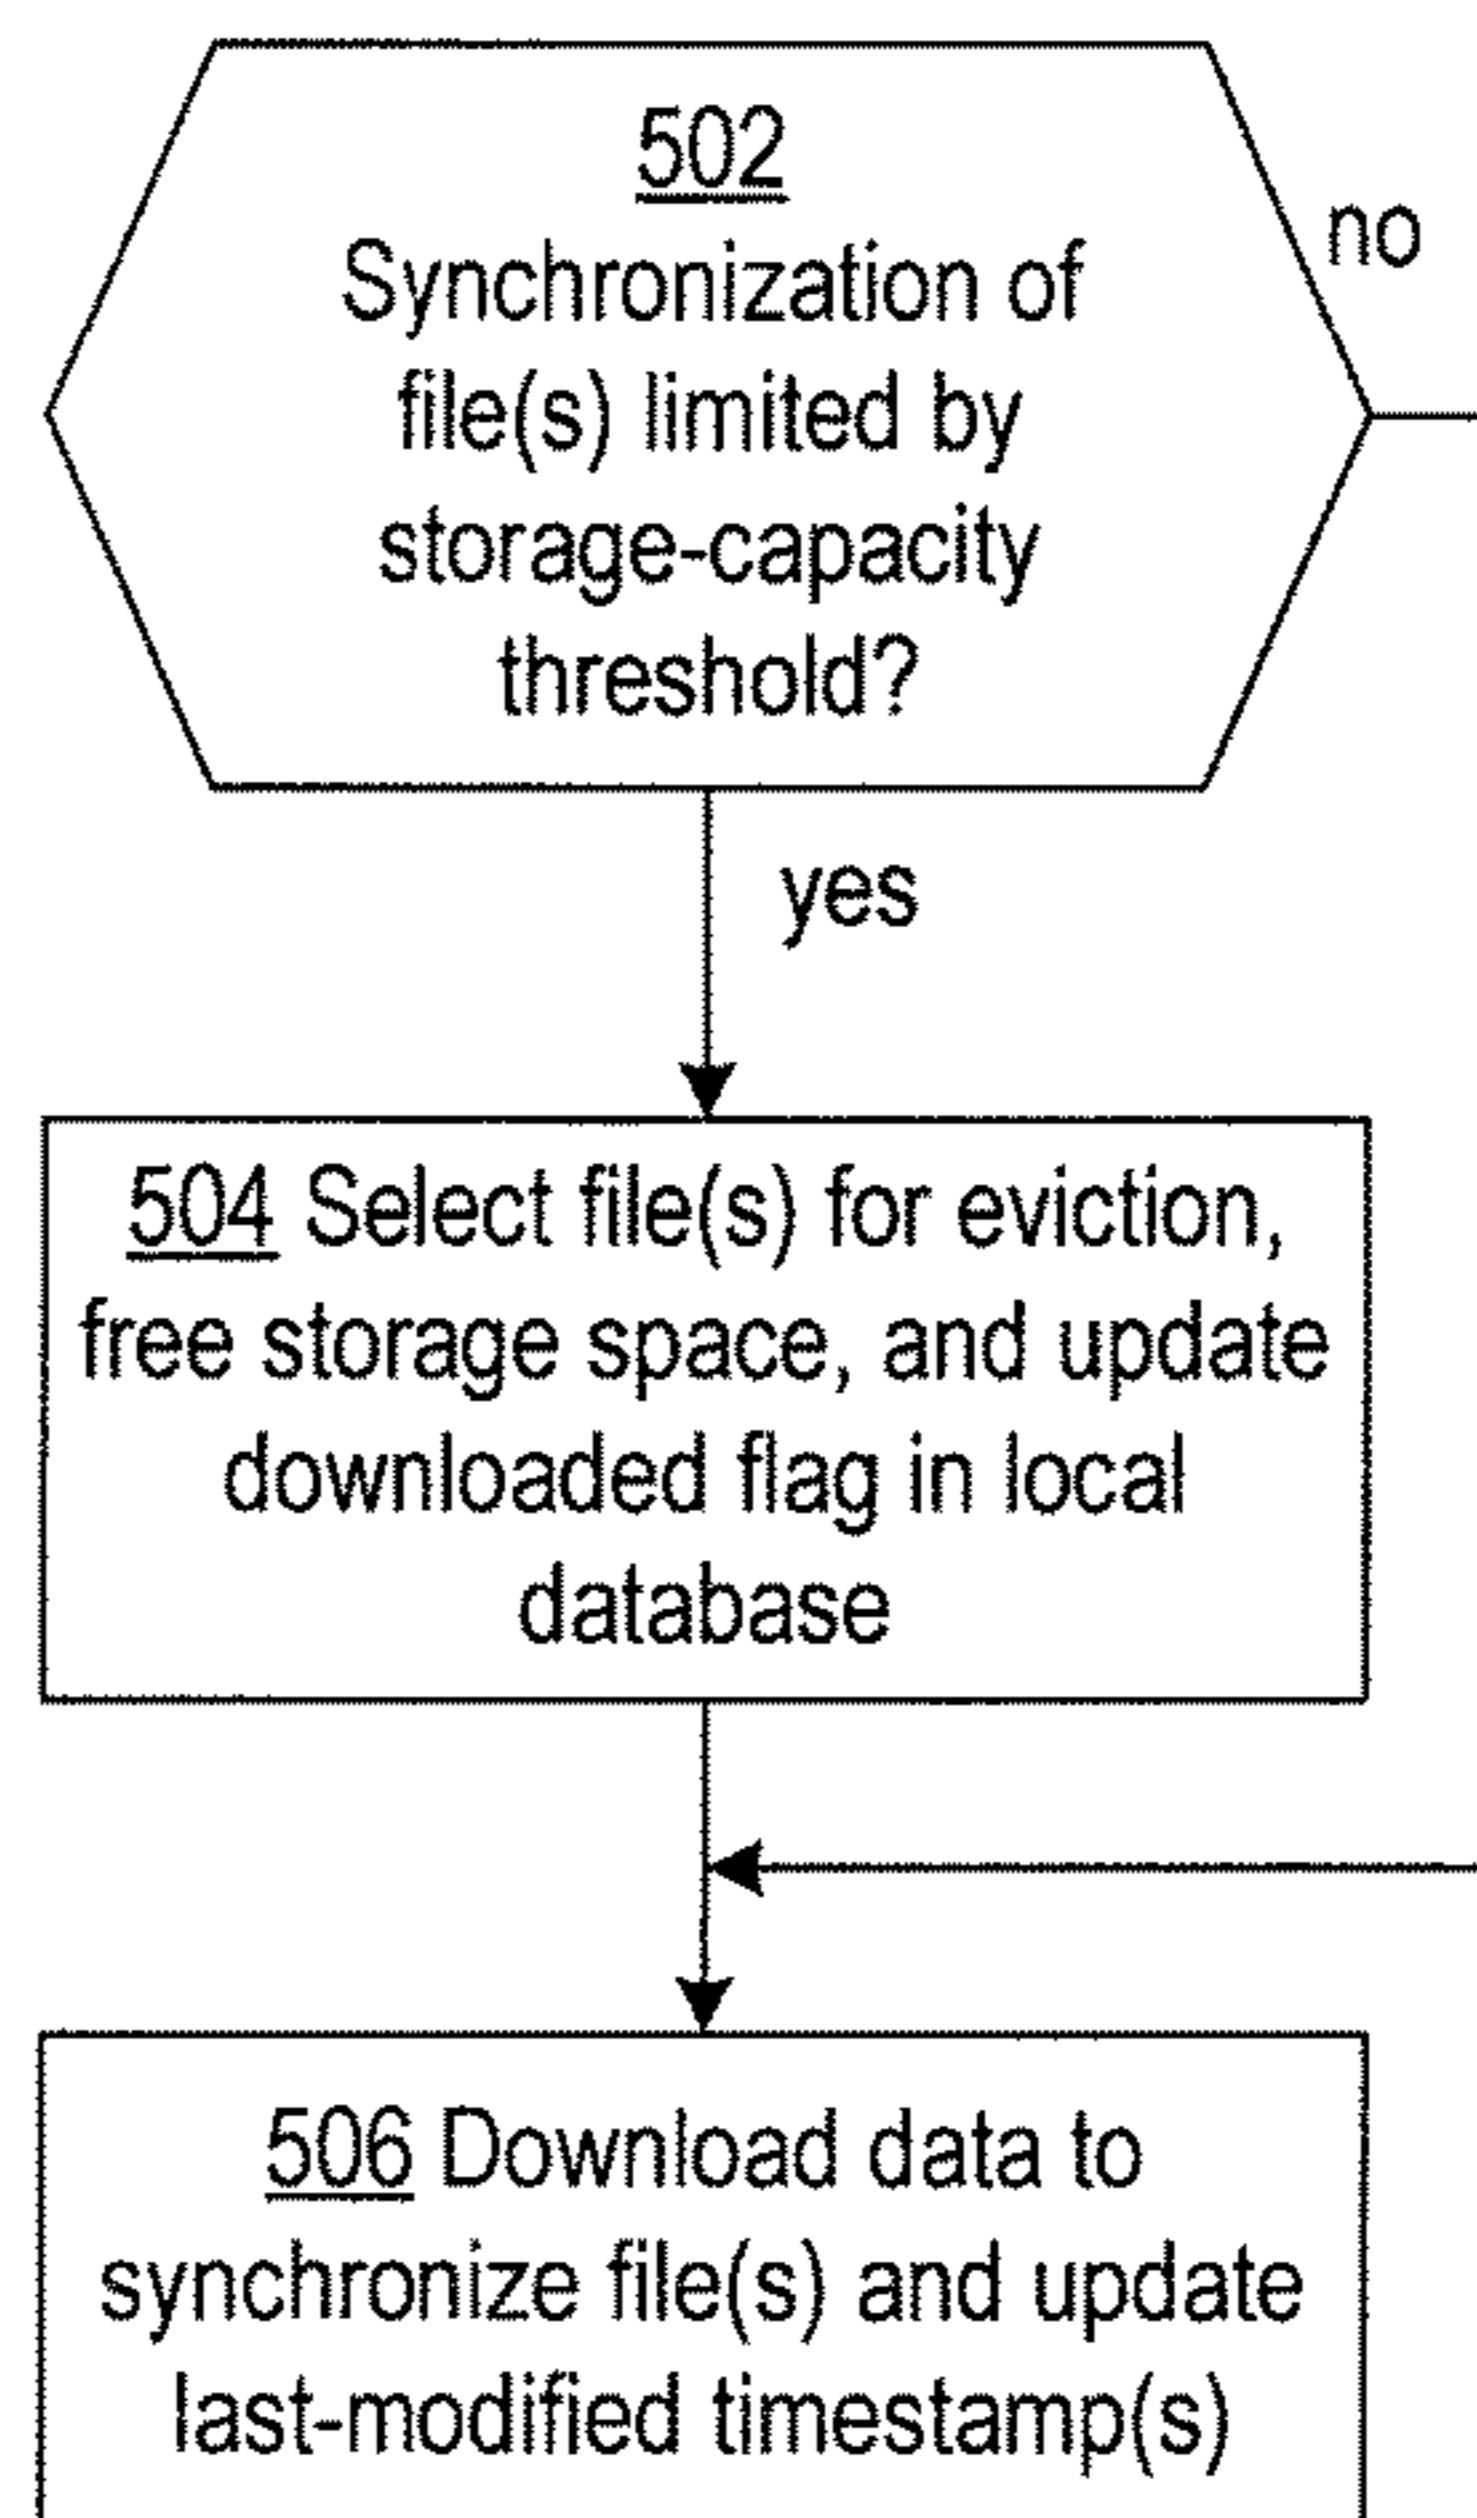 502
Synchronization of
file(s) limited by
storage-capacity
threshold?
no
yes
504 Select file(s) for eviction,
free storage space, and update
downloaded flag in local
database
506 Download data to
synchronize file(s) and update
last-modified timestamp(s)